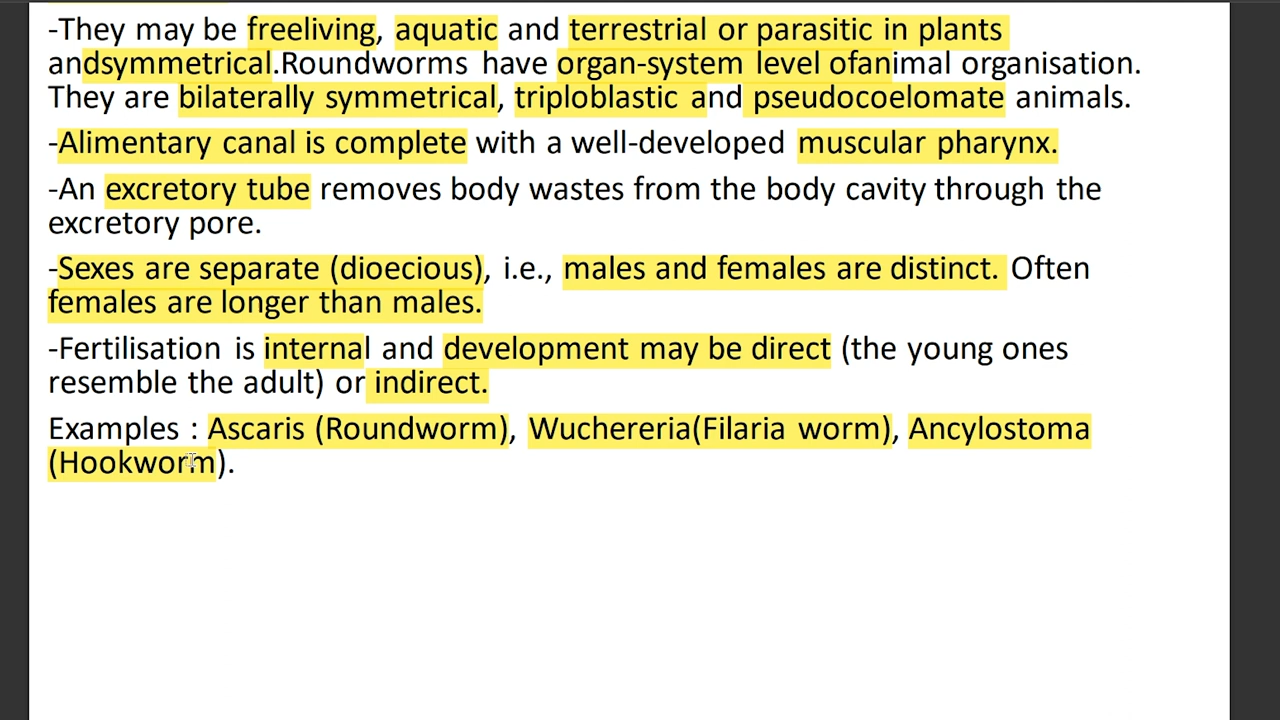 -They may be freeliving, aquatic and terrestrial or parasitic in plants
andsymmetrical.Roundworms have organ-system level ofanimal organisation.
They are bilaterally symmetrical, triploblastic and pseudocoelomate animals.
-Alimentary canal is complete with a well-developed muscular pharynx.
-An excretory tube removes body wastes from the body cavity through the
excretory pore.
-Sexes are separate (dioecious), i.e., males and females are distinct. Often
females are longer than males.
-Fertilisation is internal and development may be direct (the young ones
resemble the adult) or indirect.
Examples : Ascaris (Roundworm), Wuchereria(Filaria worm), Ancylostoma
(Hookworm).